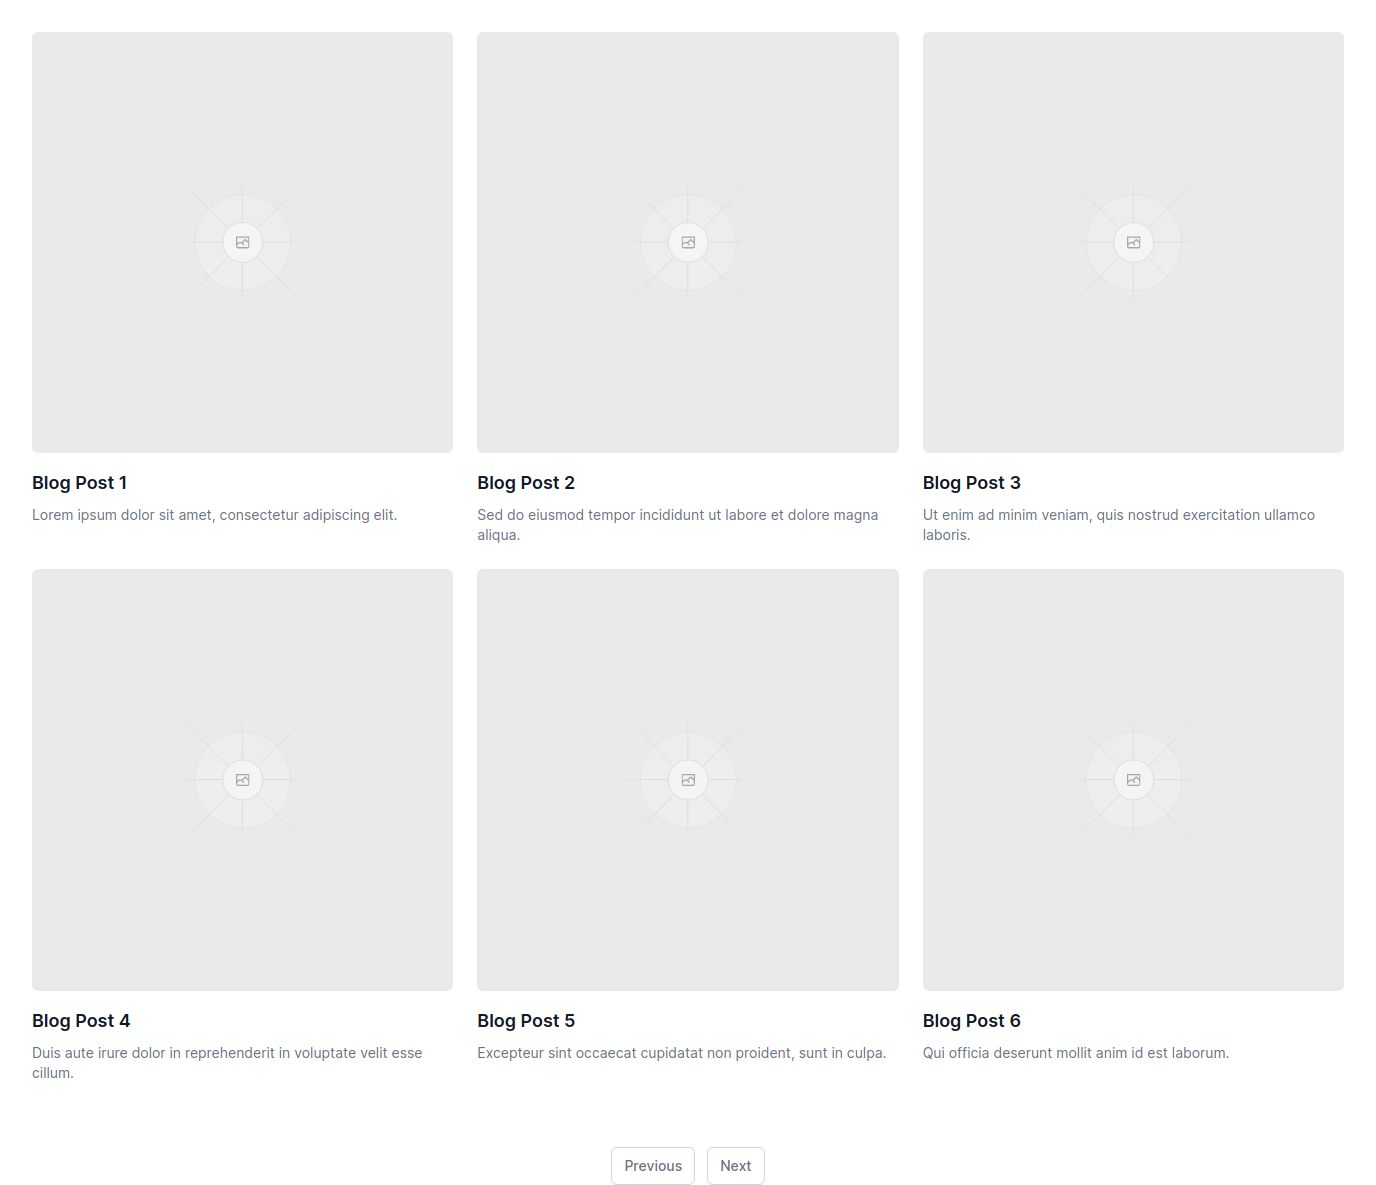 Blog Post 1
Lorem ipsum dolor sit amet, consectetur adipiscing elit.
Blog Post 2
Sed do eiusmod tempor incididunt ut labore et dolore magna
aliqua.
Blog Post 3
Ut enim ad minim veniam, quis nostrud exercitation ullamco
laboris.
Blog Post 4
Duis aute irure dolor in reprehenderit in voluptate velit esse
cillum.
Blog Post 5
Excepteur sint occaecat cupidatat non proident, sunt in culpa.
Blog Post 6
Qui officia deserunt mollit anim id est laborum.
Previous
Next